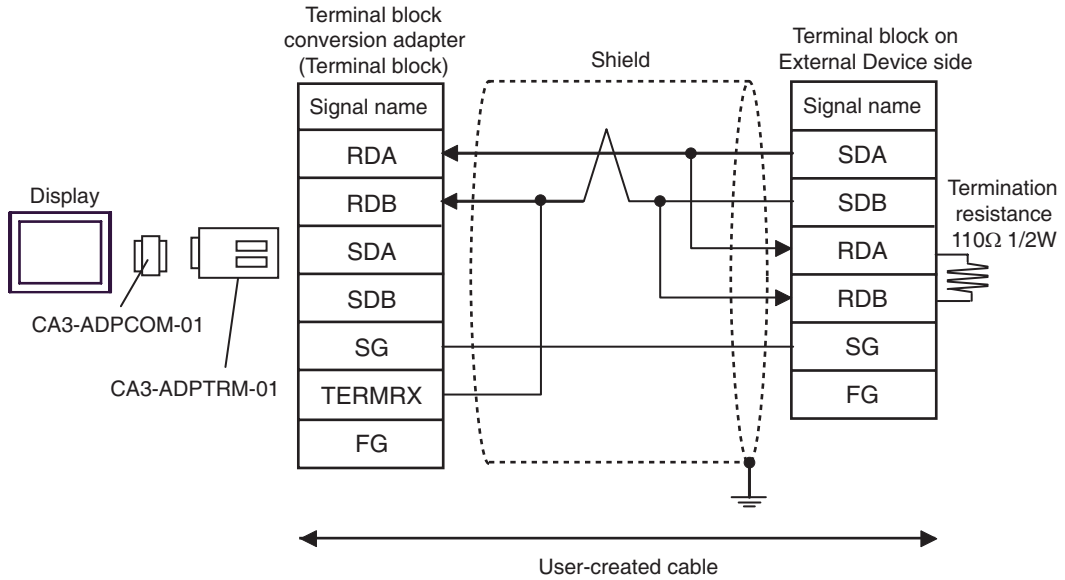 Terminal block
conversion adapter
(Terminal block)
Shield
Terminal block on
External Device side
Signal name
RDA
RDB
SDA
SDB
SG
TERMRX
FG
Signal name
SDA
SDB
RDA
RDB
SG
FG
Termination
resistance
110Ω 1/2W
Display
CA3-ADPCOM-01
CA3-ADPTRM-01
User-created cable